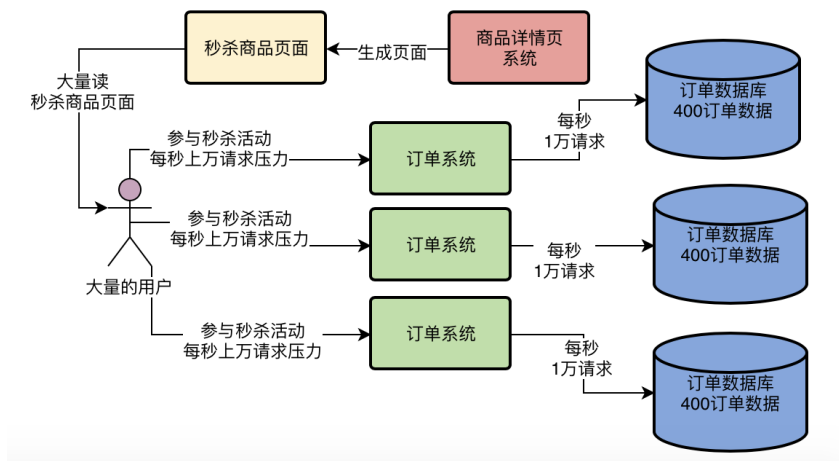 秒杀商品页面
生成页面
商品详情页
系统
大量读
秒杀商品页面
订单数据库
400订单数据
每秒
1万请求
参与秒杀活动
每秒上万请求压力
订单系统
参与秒杀活动
每秒上万请求压力
订单系统
每秒
1万请求
订单数据库
400订单数据
大量的用户
参与秒杀活动
每秒上万请求压力
订单系统
每秒
1万请求
订单数据库
400订单数据